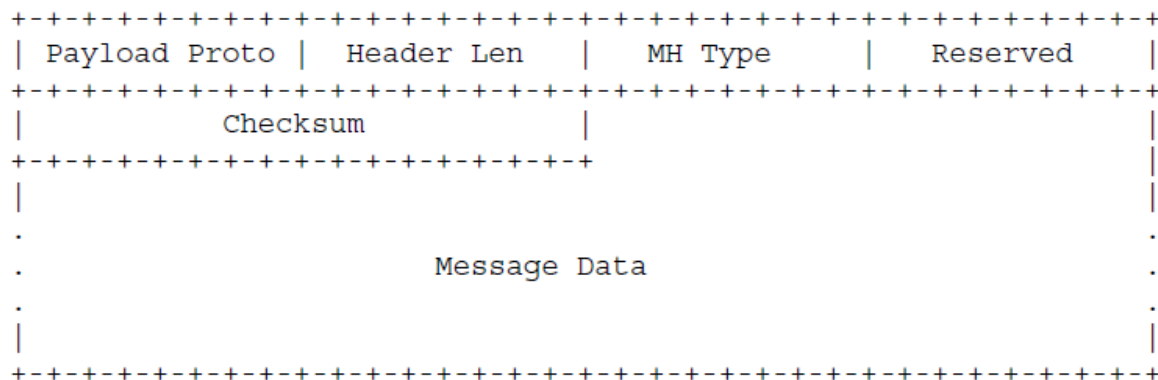 +-+-+-+-+-+-+-+-+-+-+-+-+-+-+-+-+-+-+-+-+-+-+-+-+-+-+-+-+-+-+-+-+
| Payload Proto |  Header Len   |   MH Type     |   Reserved    |
+-+-+-+-+-+-+-+-+-+-+-+-+-+-+-+-+-+-+-+-+-+-+-+-+-+-+-+-+-+-+-+-+
|           Checksum            |                               |
+-+-+-+-+-+-+-+-+-+-+-+-+-+-+-+-+                               |
|                                                               |
.                                                               .
.                       Message Data                            .
.                                                               .
|                                                               |
+-+-+-+-+-+-+-+-+-+-+-+-+-+-+-+-+-+-+-+-+-+-+-+-+-+-+-+-+-+-+-+-+